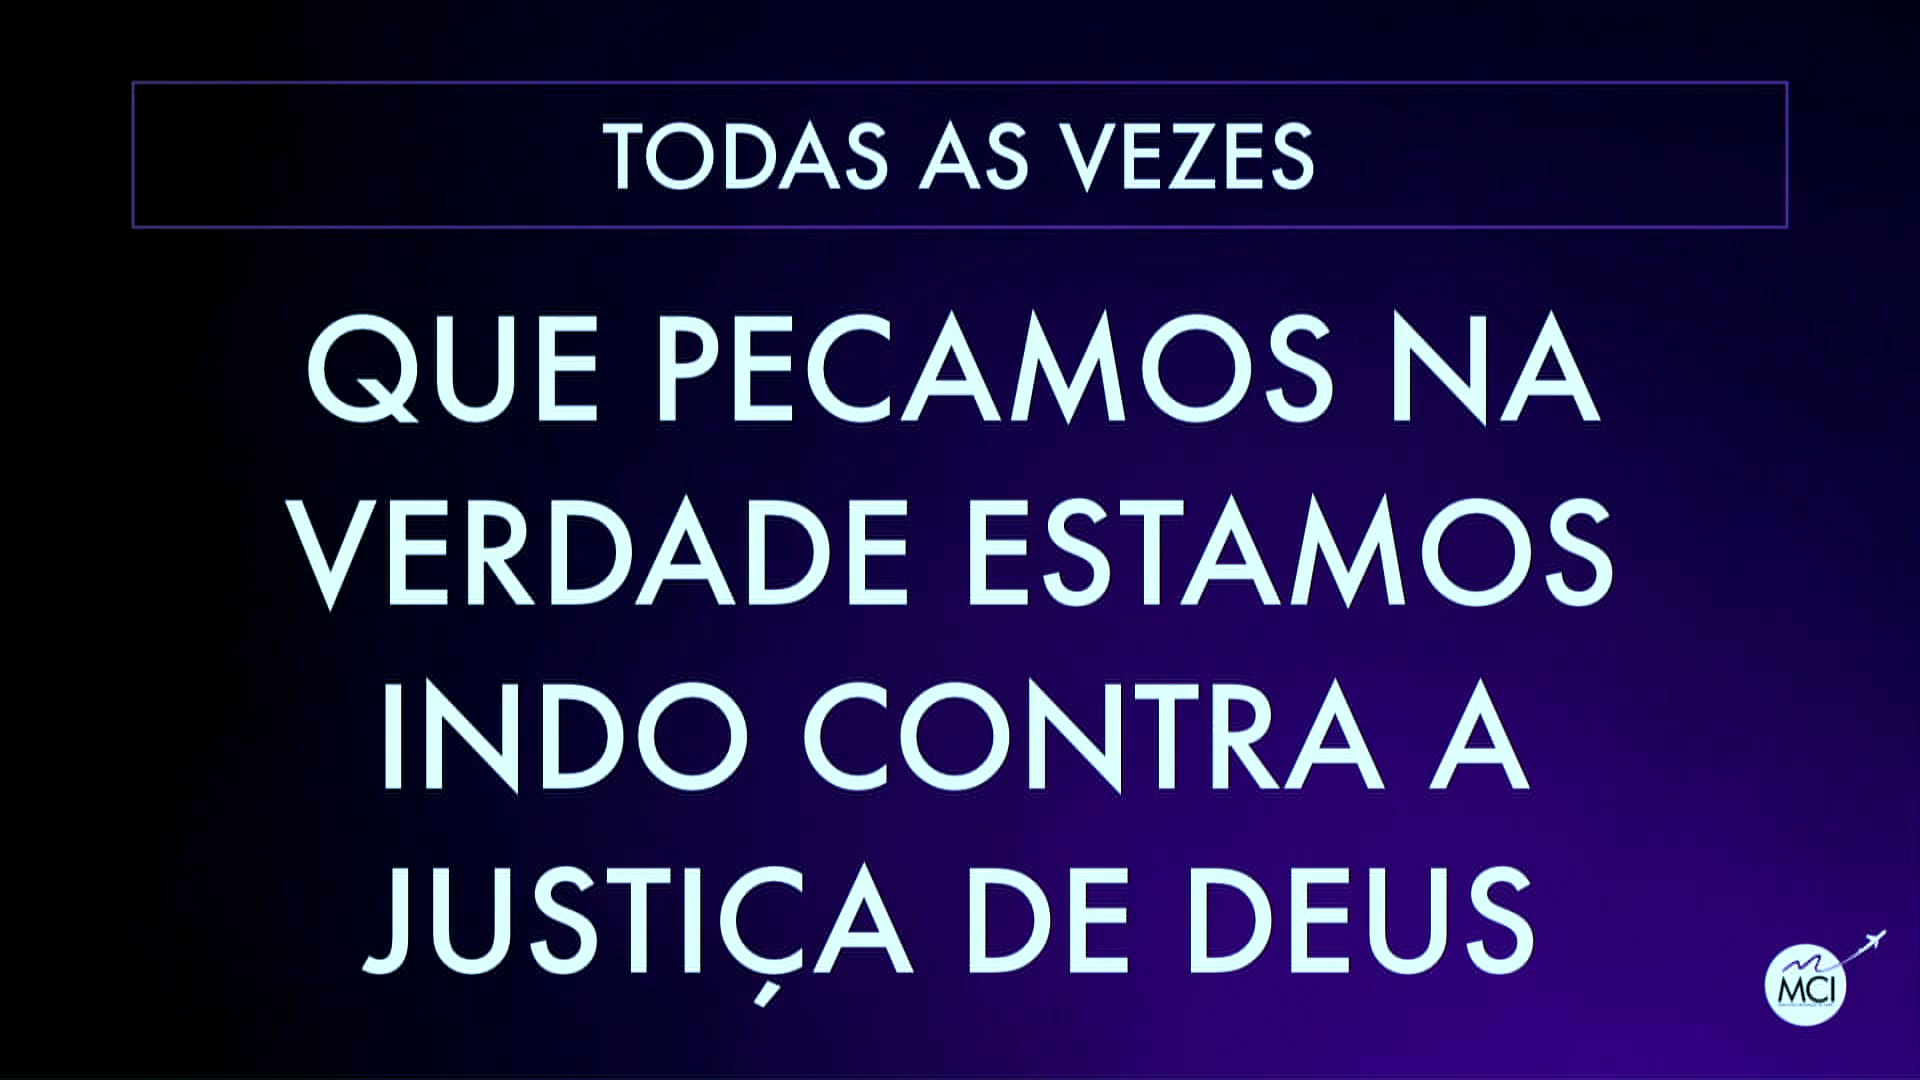 TODAS AS VEZES
QUE PECAMOS NA
VERDADE ESTAMOS
INDO CONTRA A
JUSTIÇA DE DEUS
MCI